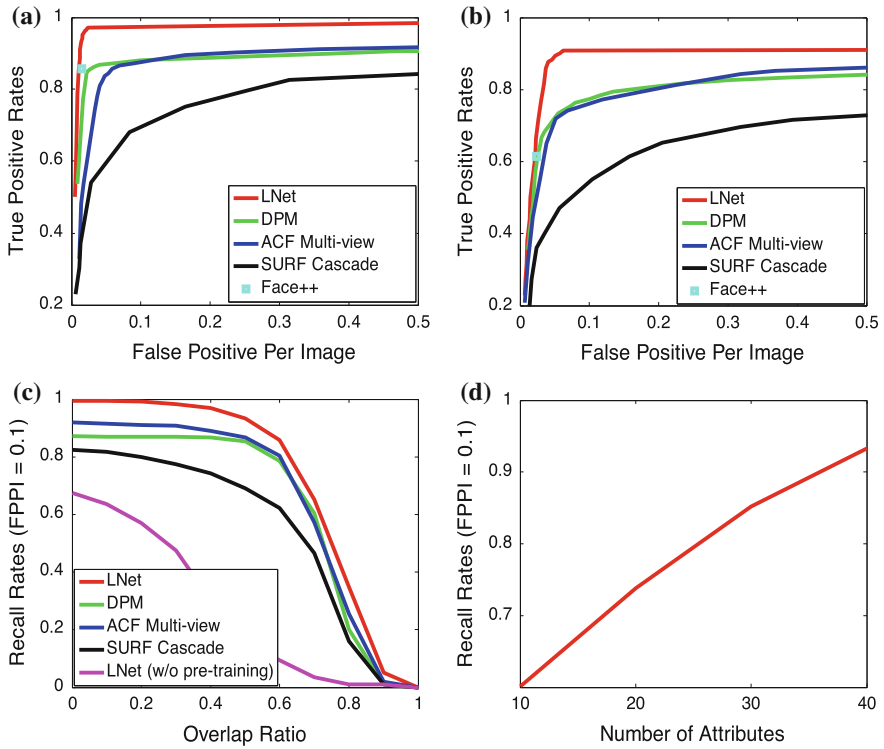 (a)
True Positive Rates
1
0.8
0.6
0.4
0.2
0
0.1
0.2
0.3
0.4
0.5
False Positive Per Image
LNet
DPM
ACF Multi-view
SURF Cascade
Face++
(b)
True Positive Rates
1
0.8
0.6
0.4
0.2
0
0.1
0.2
0.3
0.4
0.5
False Positive Per Image
LNet
DPM
ACF Multi-view
SURF Cascade
Face++
(c)
Recall Rates (FPPI = 0.1)
1
0.8
0.6
0.4
0.2
0
0
0.2
0.4
0.6
0.8
1
Overlap Ratio
LNet
DPM
ACF Multi-view
SURF Cascade
LNet (w/o pre-training)
(d)
Recall Rates (FPPI = 0.1)
1
0.9
0.8
0.7
10
20
30
40
Number of Attributes